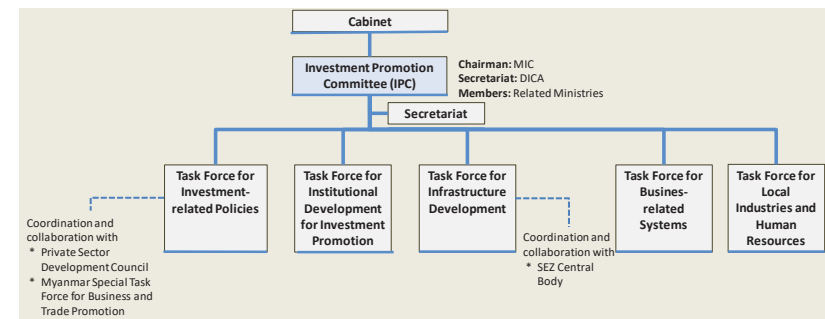 Cabinet
Investment Promotion
Committee (IPC)
Chairman: MIC
Secretariat: DICA
Members: Related Ministries
Secretariat
Task Force for
Investment-
related Policies
Task Force for
Institutional
Development
for Investment
Promotion
Task Force for
Infrastructure
Development
Task Force for
Busines-
related
Systems
Task Force for
Local
Industries and
Human
Resources
Coordination and
collaboration with
* Private Sector
Development Council
* Myanmar Special Task
Force for Business and
Trade Promotion
Coordination and
collaboration with
* SEZ Central
Body